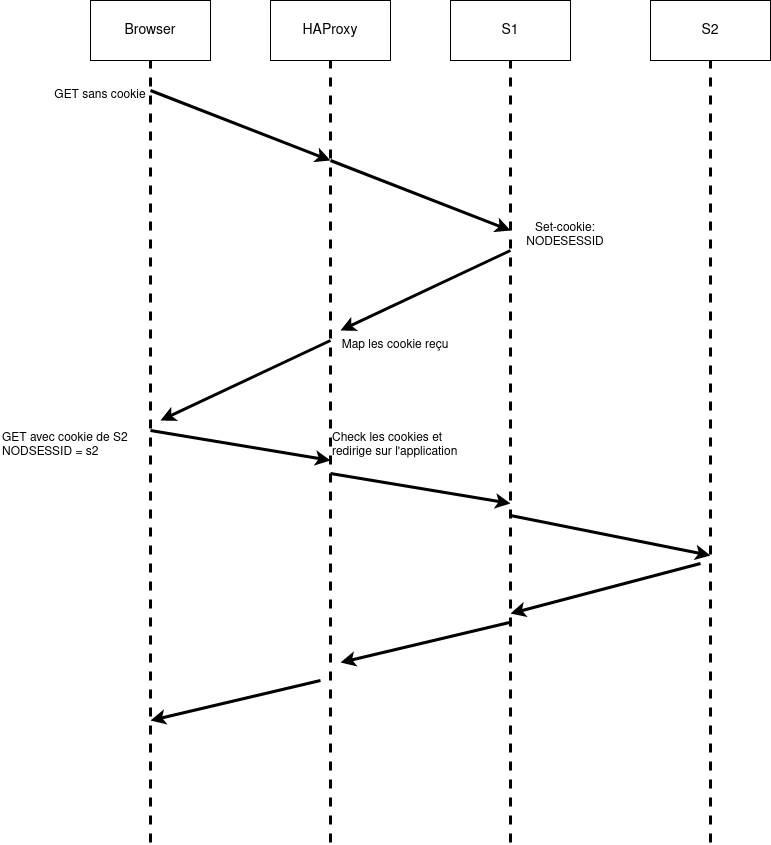 Browser
HAProxy
S1
S2
GET sans cookie
Set-cookie:
NODESESSID
Map les cookie reçu
GET avec cookie de S2
NODSESSID = s2
Check les cookies et
redirige sur l'application